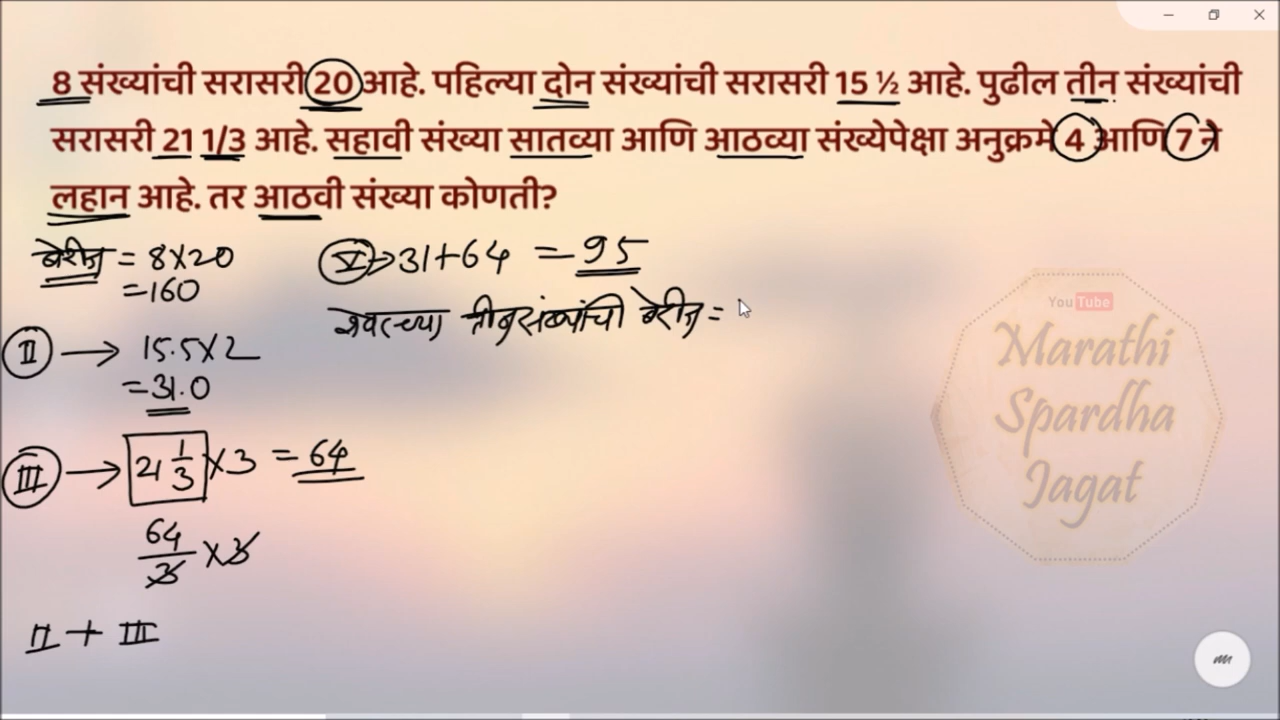 8 संख्यांची सरासरी 20 आहे. पहिल्या दोन संख्यांची सरासरी 15 ½ आहे. पुढील तीन संख्यांची
सरासरी 21 1/3 आहे. सहावी संख्या सातव्या आणि आठव्या संख्येपेक्षा अनुक्रमे 4 आणि 7 ने
लहान आहे. तर आठवी संख्या कोणती?
बेरीज = 8×20
=160
II → 15.5×2
=31.0
III → 21 1/3 ×3 = 64
64/3 ×3
II + III
V → 31+64 = 95
शेवटच्या तीन संख्यांची बेरीज =
YouTube
Marathi
Spardha
Jagat
m